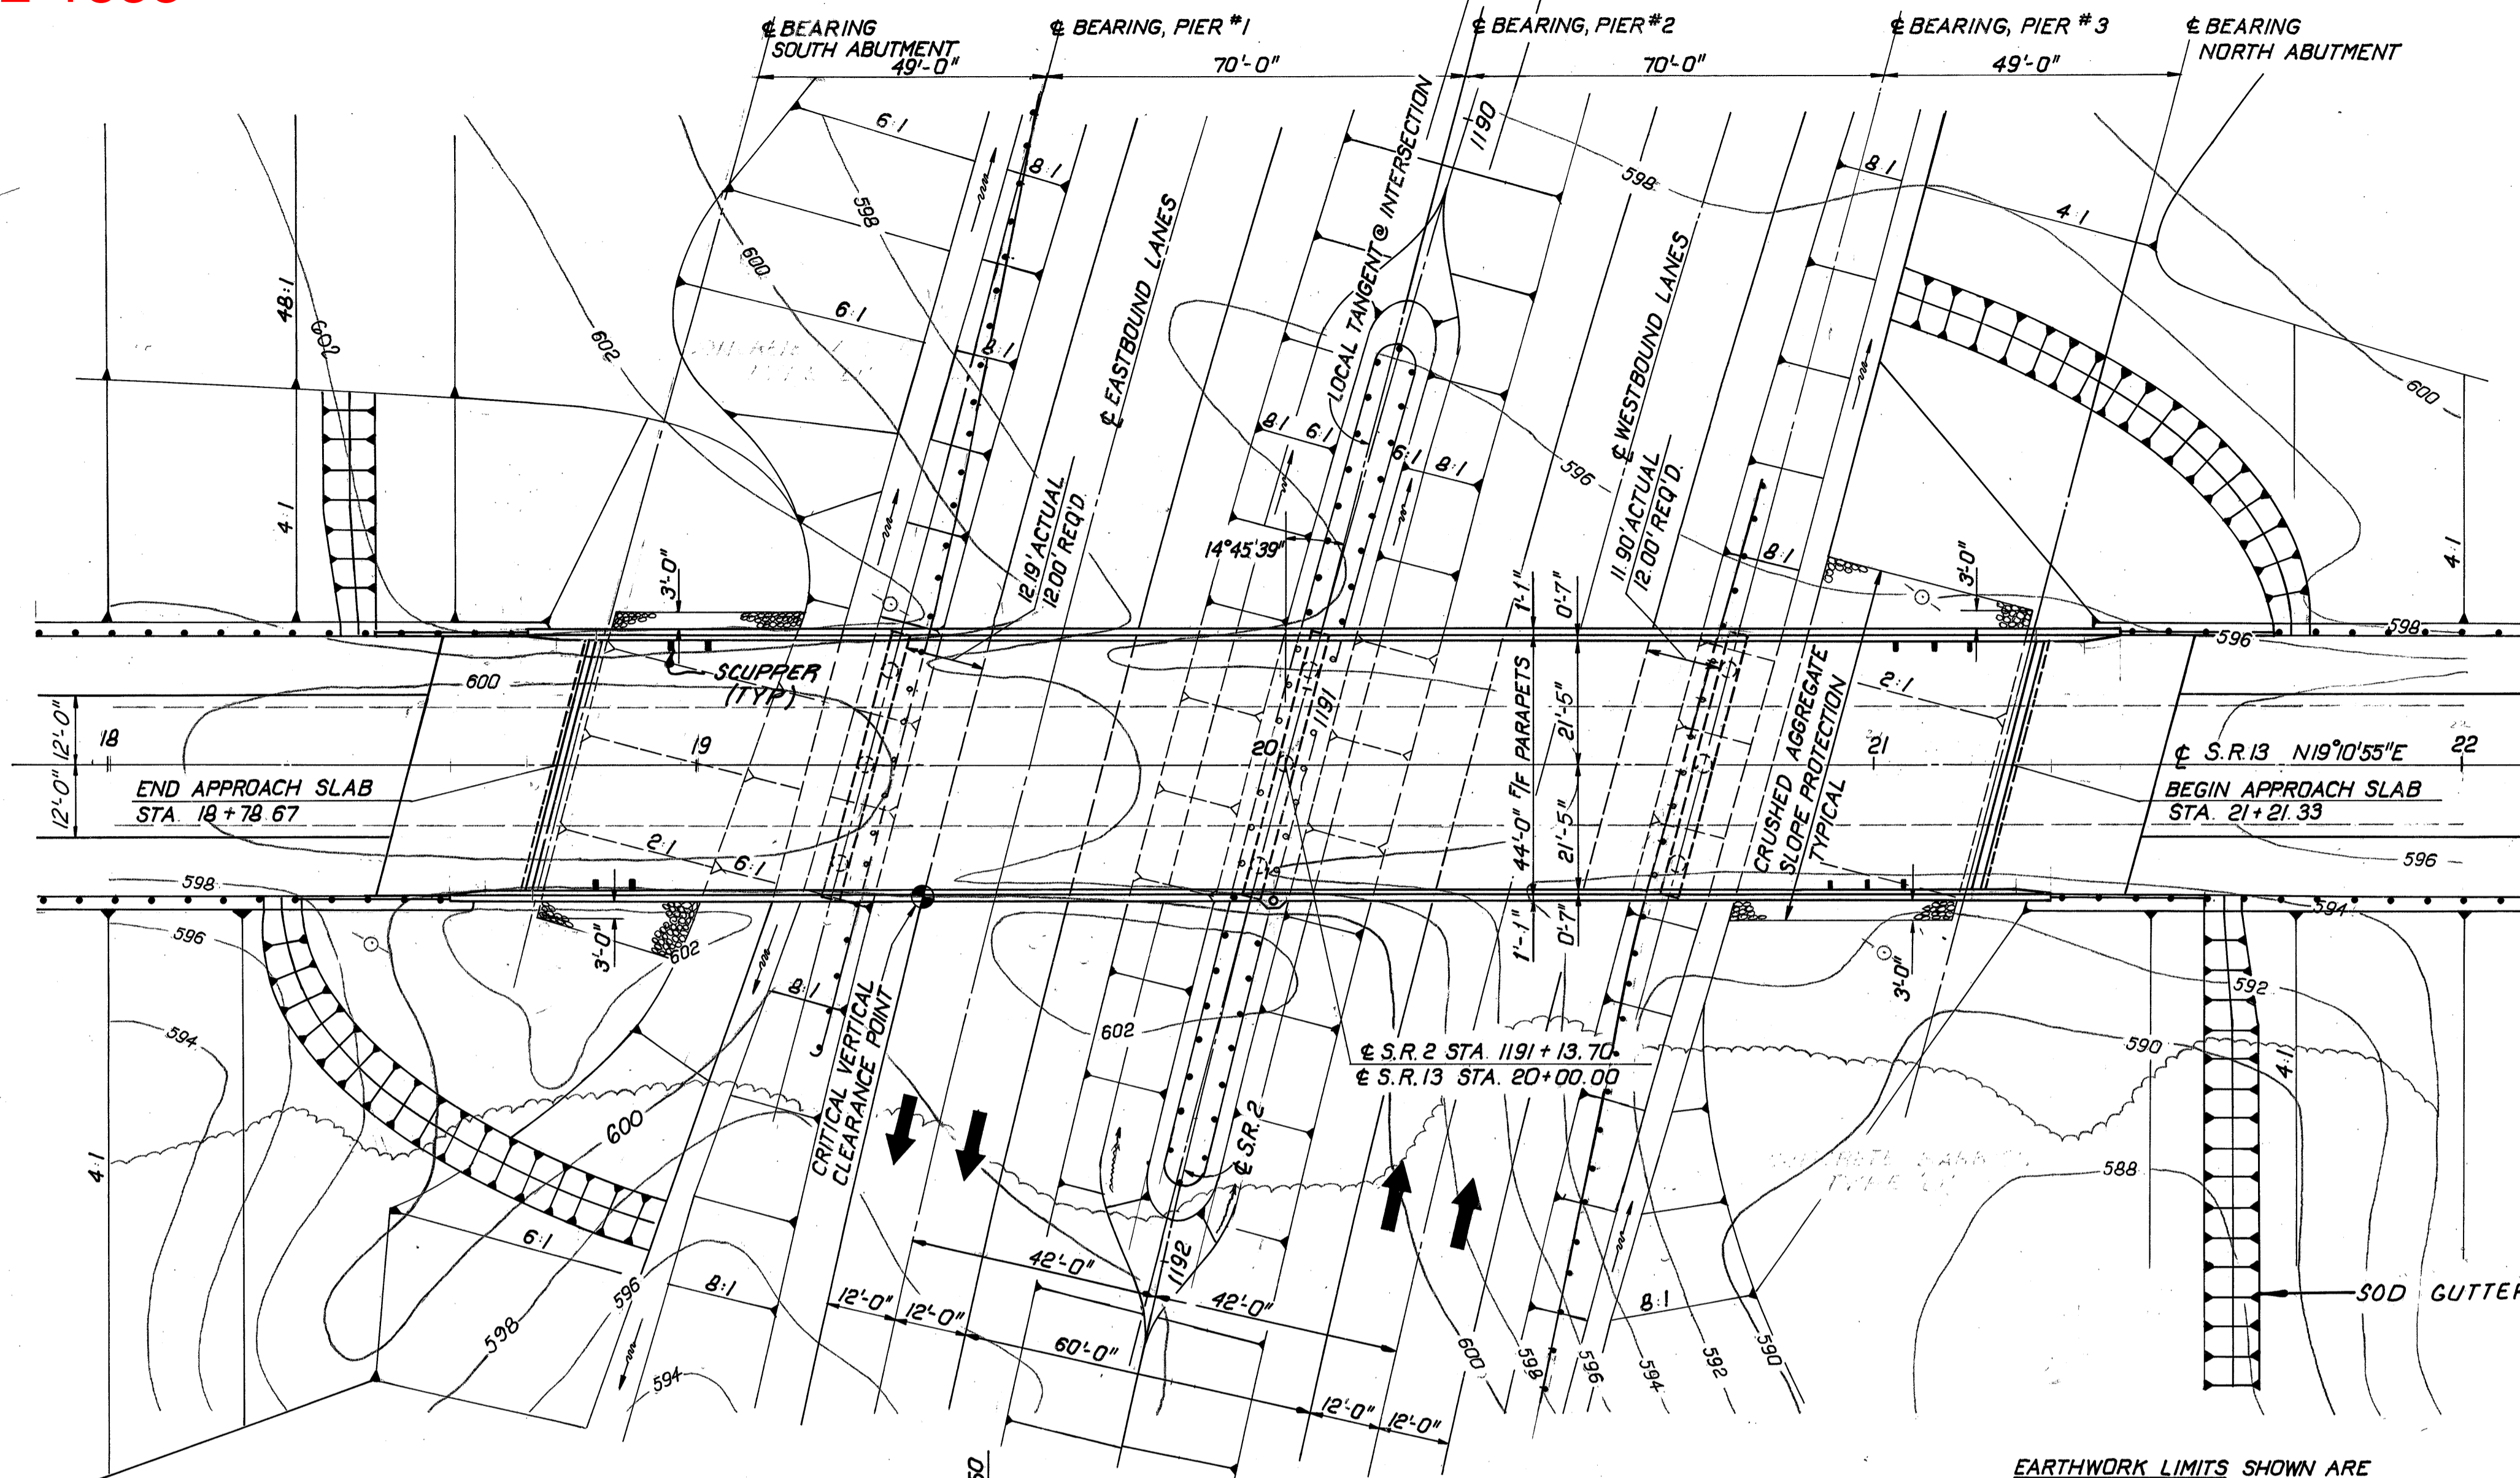 ℄ BEARING
SOUTH ABUTMENT
℄ BEARING, PIER #1
℄ BEARING, PIER #2
℄ BEARING, PIER #3
℄ BEARING
NORTH ABUTMENT
49'-0"
70'-0"
70'-0"
49'-0"
6:1
8:1
1190
598
8:1
4:1
598
600
6:1
48:1
602
602
8:1
℄ EASTBOUND LANES
LOCAL TANGENT @ INTERSECTION
℄ WESTBOUND LANES
600
8:1
6:1
6:1
8:1
596
4:1
12.19' ACTUAL
12.00' REQ'D.
11.90' ACTUAL
12.00' REQ'D.
14°45'39"
8:1
4:1
3'-0"
1'-1"
0'-7"
3'-0"
598
596
SCUPPER
(TYP)
600
12'-0"
12'-0"
18
19
20
1191
21
22
44'-0" F/F PARAPETS
21'-5"
21'-5"
2:1
CRUSHED AGGREGATE
SLOPE PROTECTION
TYPICAL
℄ S.R.13 N19°10'55"E
END APPROACH SLAB
STA. 18+78.67
BEGIN APPROACH SLAB
STA. 21+21.33
2:1
6:1
596
598
594
596
3'-0"
602
1'-1"
0'-7"
3'-0"
592
594
8:1
602
CRITICAL VERTICAL
CLEARANCE POINT
℄ S.R.2 STA. 1191+13.70
℄ S.R.13 STA. 20+00.00
590
4:1
600
℄ S.R.2
4:1
588
6:1
596
8:1
42'-0"
1192
42'-0"
12'-0"
12'-0"
60'-0"
8:1
SOD GUTTER
598
594
600
598
596
594
592
590
12'-0"
12'-0"
EARTHWORK LIMITS SHOWN ARE